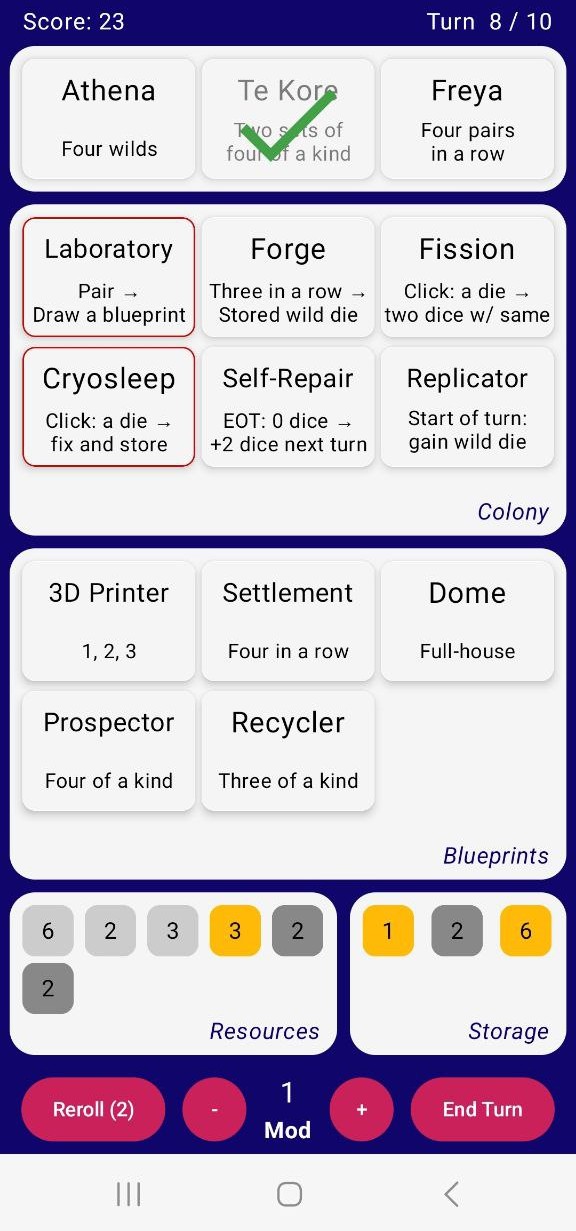 Score: 23
Turn 8 / 10
Athena
Four wilds
Te Kore
Two sets of
four of a kind
Freya
Four pairs
in a row
Laboratory
Pair →
Draw a blueprint
Forge
Three in a row →
Stored wild die
Fission
Click: a die →
two dice w/ same
Cryosleep
Click: a die →
fix and store
Self-Repair
EOT: 0 dice →
+2 dice next turn
Replicator
Start of turn:
gain wild die
Colony
3D Printer
1, 2, 3
Settlement
Four in a row
Dome
Full-house
Prospector
Four of a kind
Recycler
Three of a kind
Blueprints
6 2 3 3 2
2
Resources
1 2 6
Storage
Reroll (2)
-
1
Mod
+
End Turn